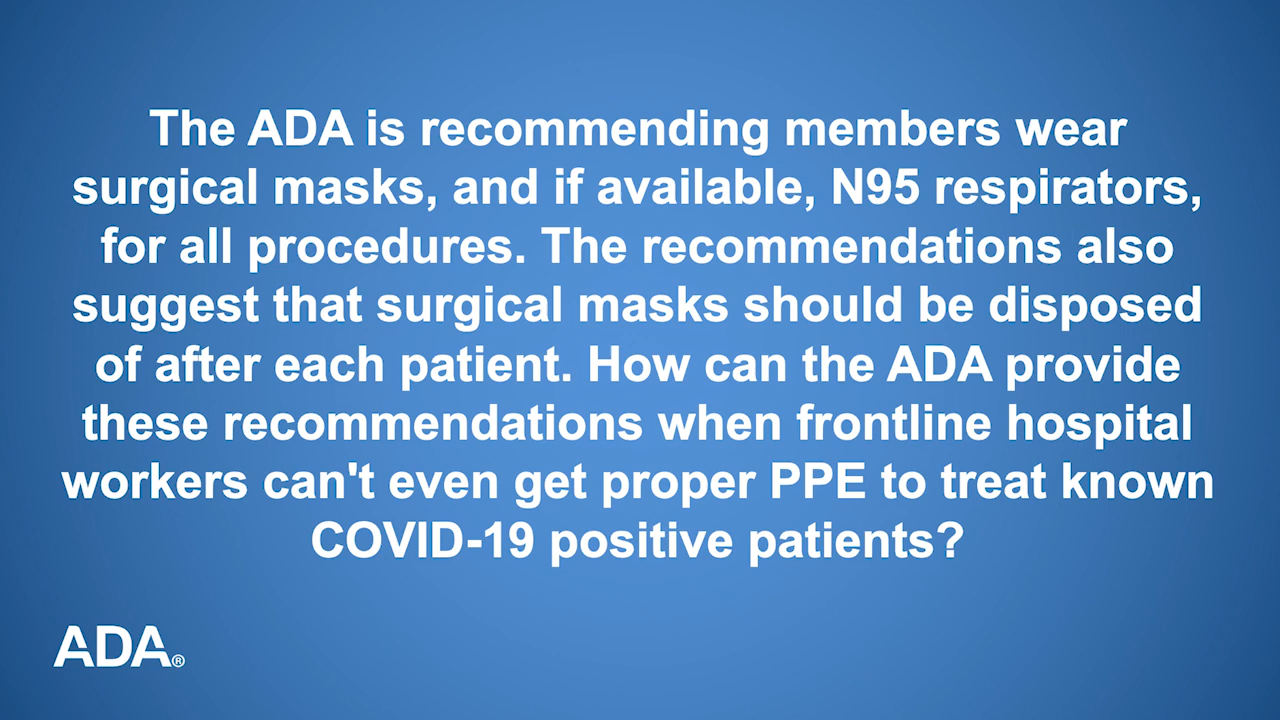 The ADA is recommending members wear
surgical masks, and if available, N95 respirators,
for all procedures. The recommendations also
suggest that surgical masks should be disposed
of after each patient. How can the ADA provide
these recommendations when frontline hospital
workers can't even get proper PPE to treat known
COVID-19 positive patients?
ADA®